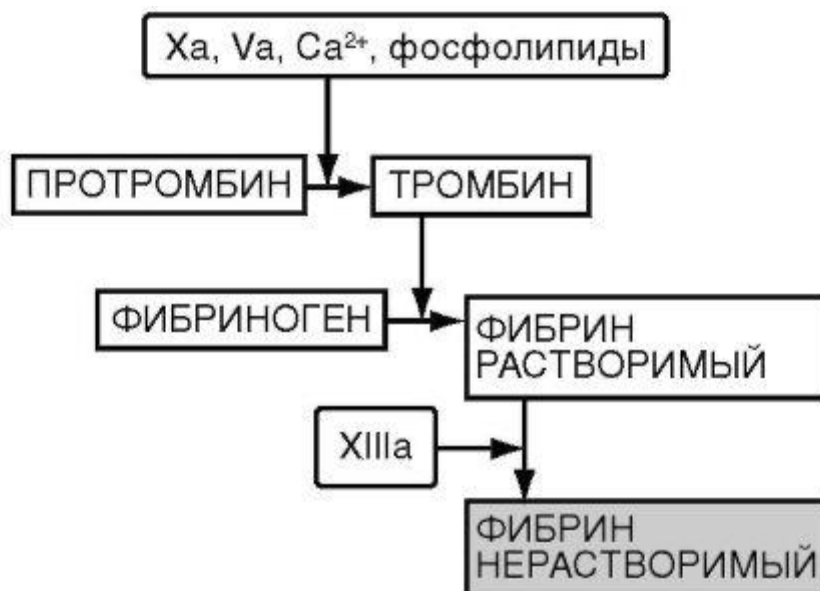 Xa, Va, Ca²⁺, фосфолипиды
ПРОТРОМБИН
ТРОМБИН
ФИБРИНОГЕН
ФИБРИН
РАСТВОРИМЫЙ
XIIIa
ФИБРИН
НЕРАСТВОРИМЫЙ